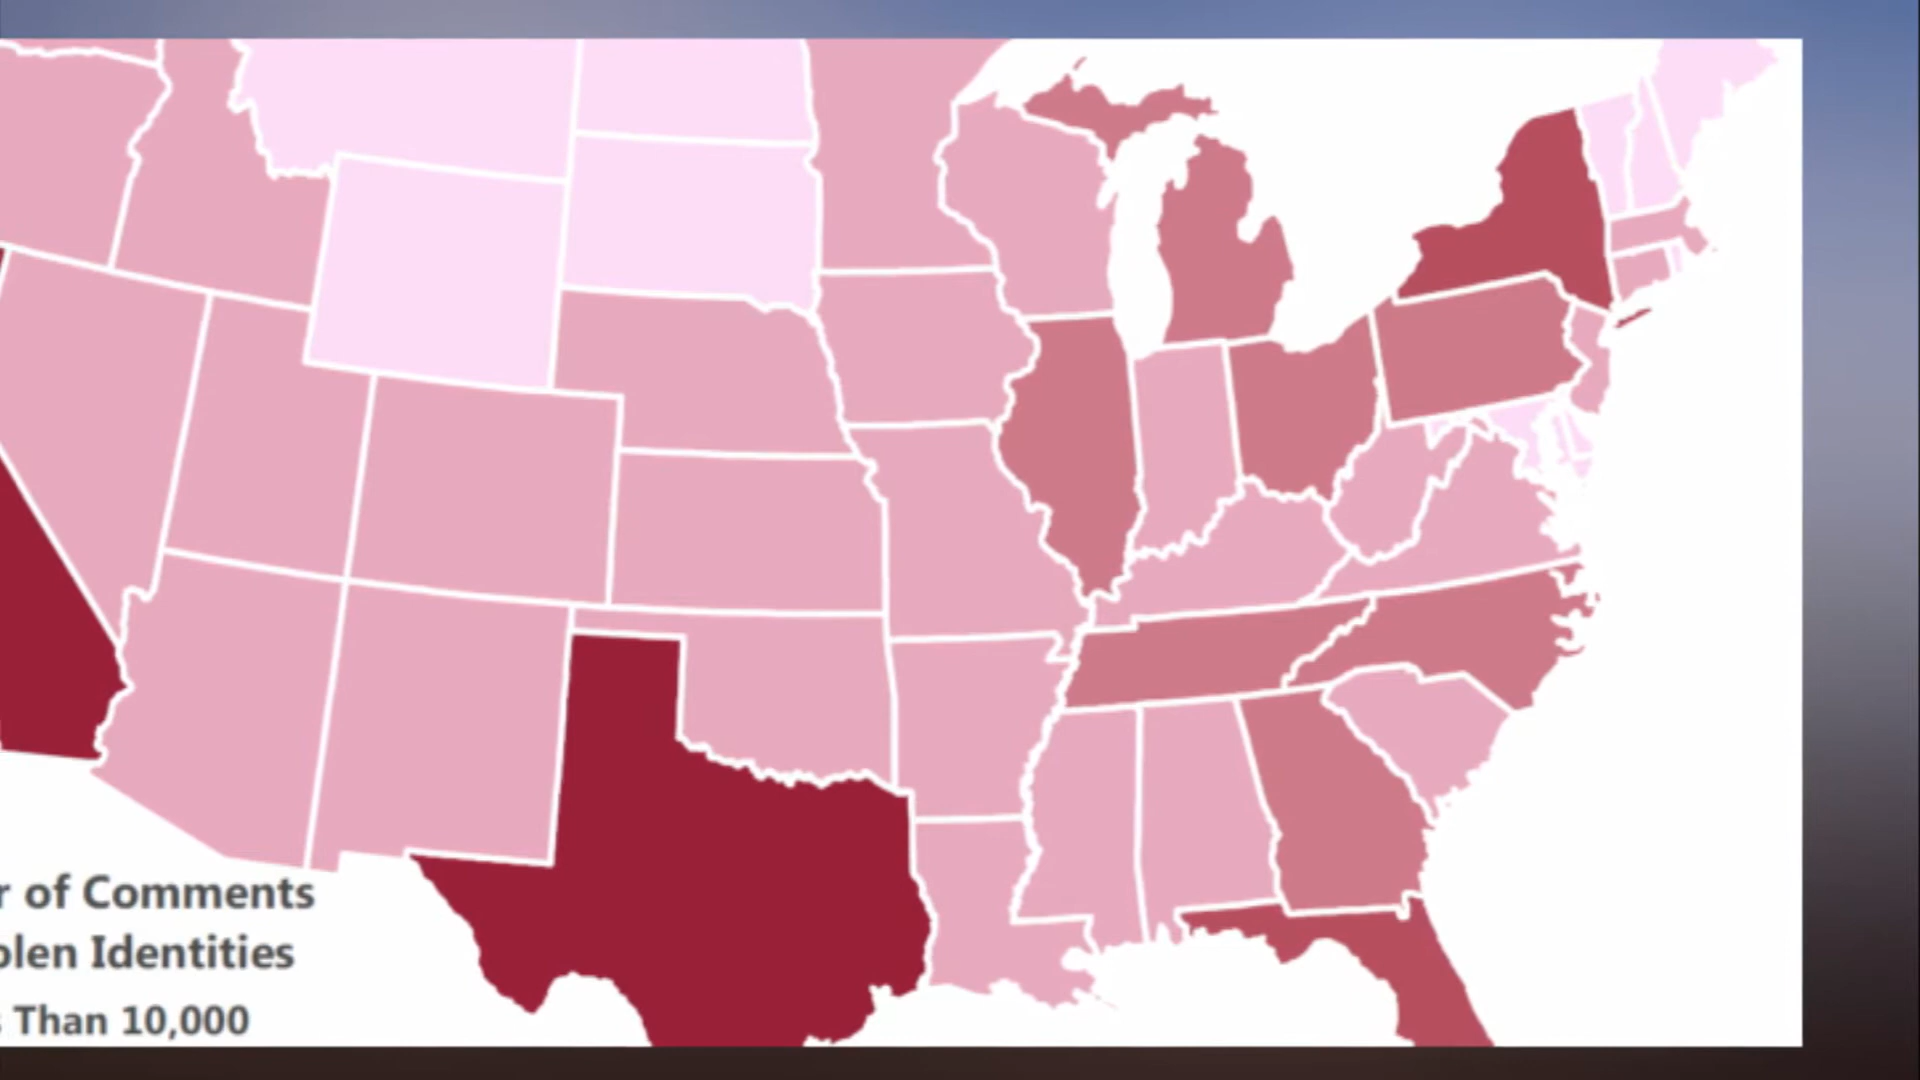 r of Comments
olen Identities
s Than 10,000